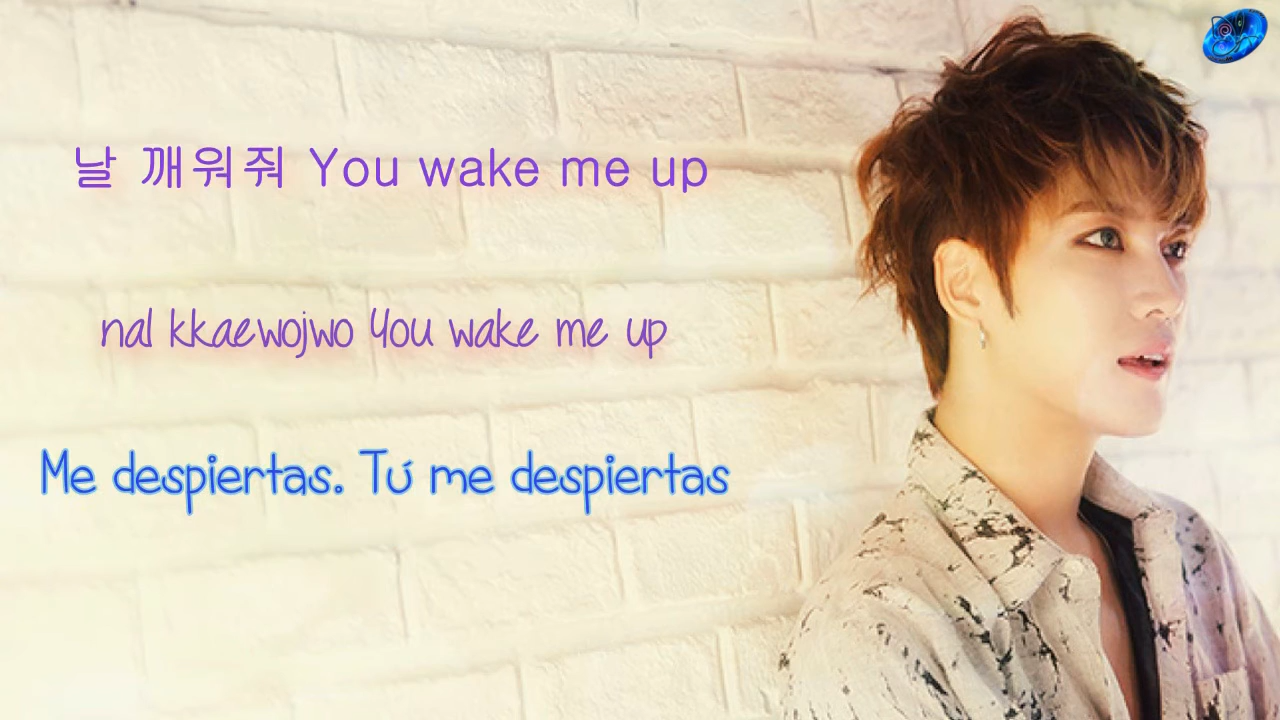 날 깨워줘 You wake me up
nal kkaewojwo You wake me up
Me despiertas. Tú me despiertas